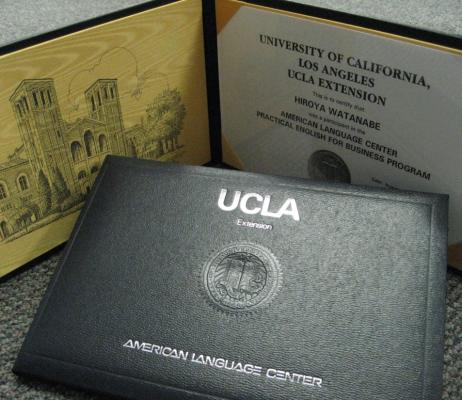 UNIVERSITY OF CALIFORNIA,
LOS ANGELES
UCLA EXTENSION
This is to certify that
HIROYA WATANABE
was a participant in the
AMERICAN LANGUAGE CENTER
PRACTICAL ENGLISH FOR BUSINESS PROGRAM
UCLA
Extension
AMERICAN LANGUAGE CENTER